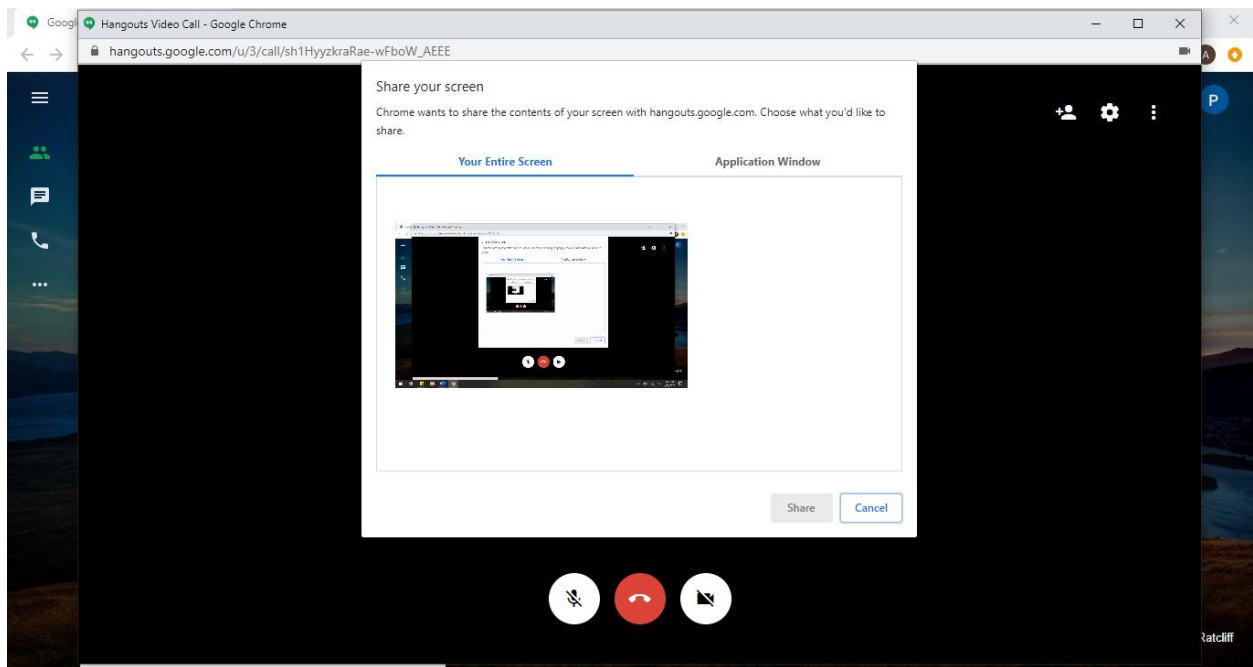 Googl
Hangouts Video Call - Google Chrome
hangouts.google.com/u/3/call/sh1HyyzkraRae-wFboW_AEEE
A
P
Share your screen
Chrome wants to share the contents of your screen with hangouts.google.com. Choose what you'd like to
share.
Your Entire Screen
Application Window
Share
Cancel
Ratcliff